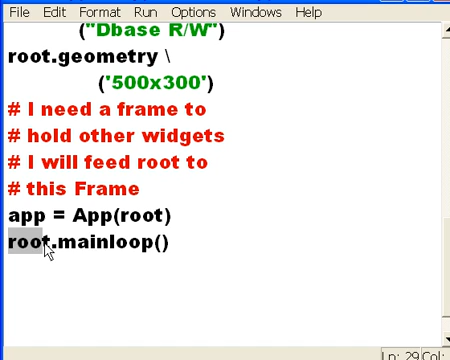 File Edit Format Run Options Windows Help
("Dbase R/W")
root.geometry \
('500x300')
# I need a frame to
# hold other widgets
# I will feed root to
# this Frame
app = App(root)
root.mainloop()
Ln: 29 Col: